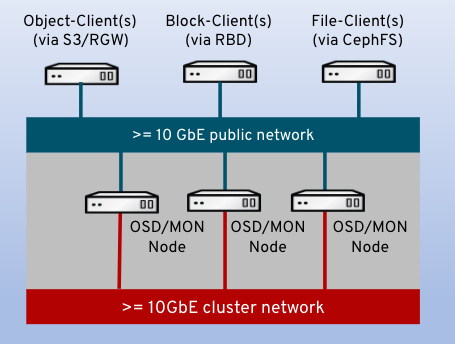 Object-Client(s) Block-Client(s) File-Client(s)
(via S3/RGW) (via RBD) (via CephFS)
>= 10 GbE public network
OSD/MON OSD/MON OSD/MON
Node Node Node
>= 10GbE cluster network